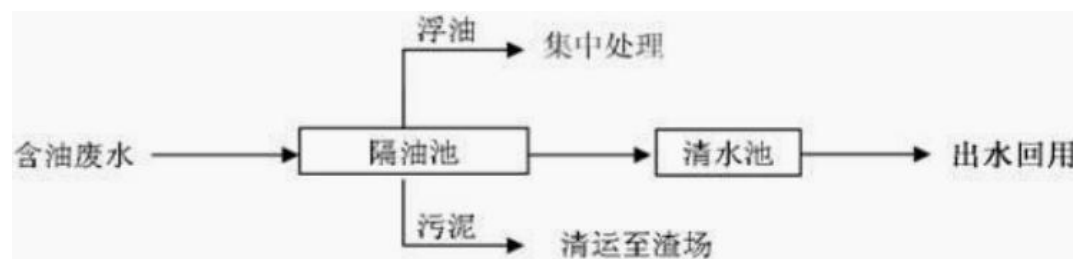 浮油
集中处理
含油废水
隔油池
清水池
出水回用
污泥
清运至渣场